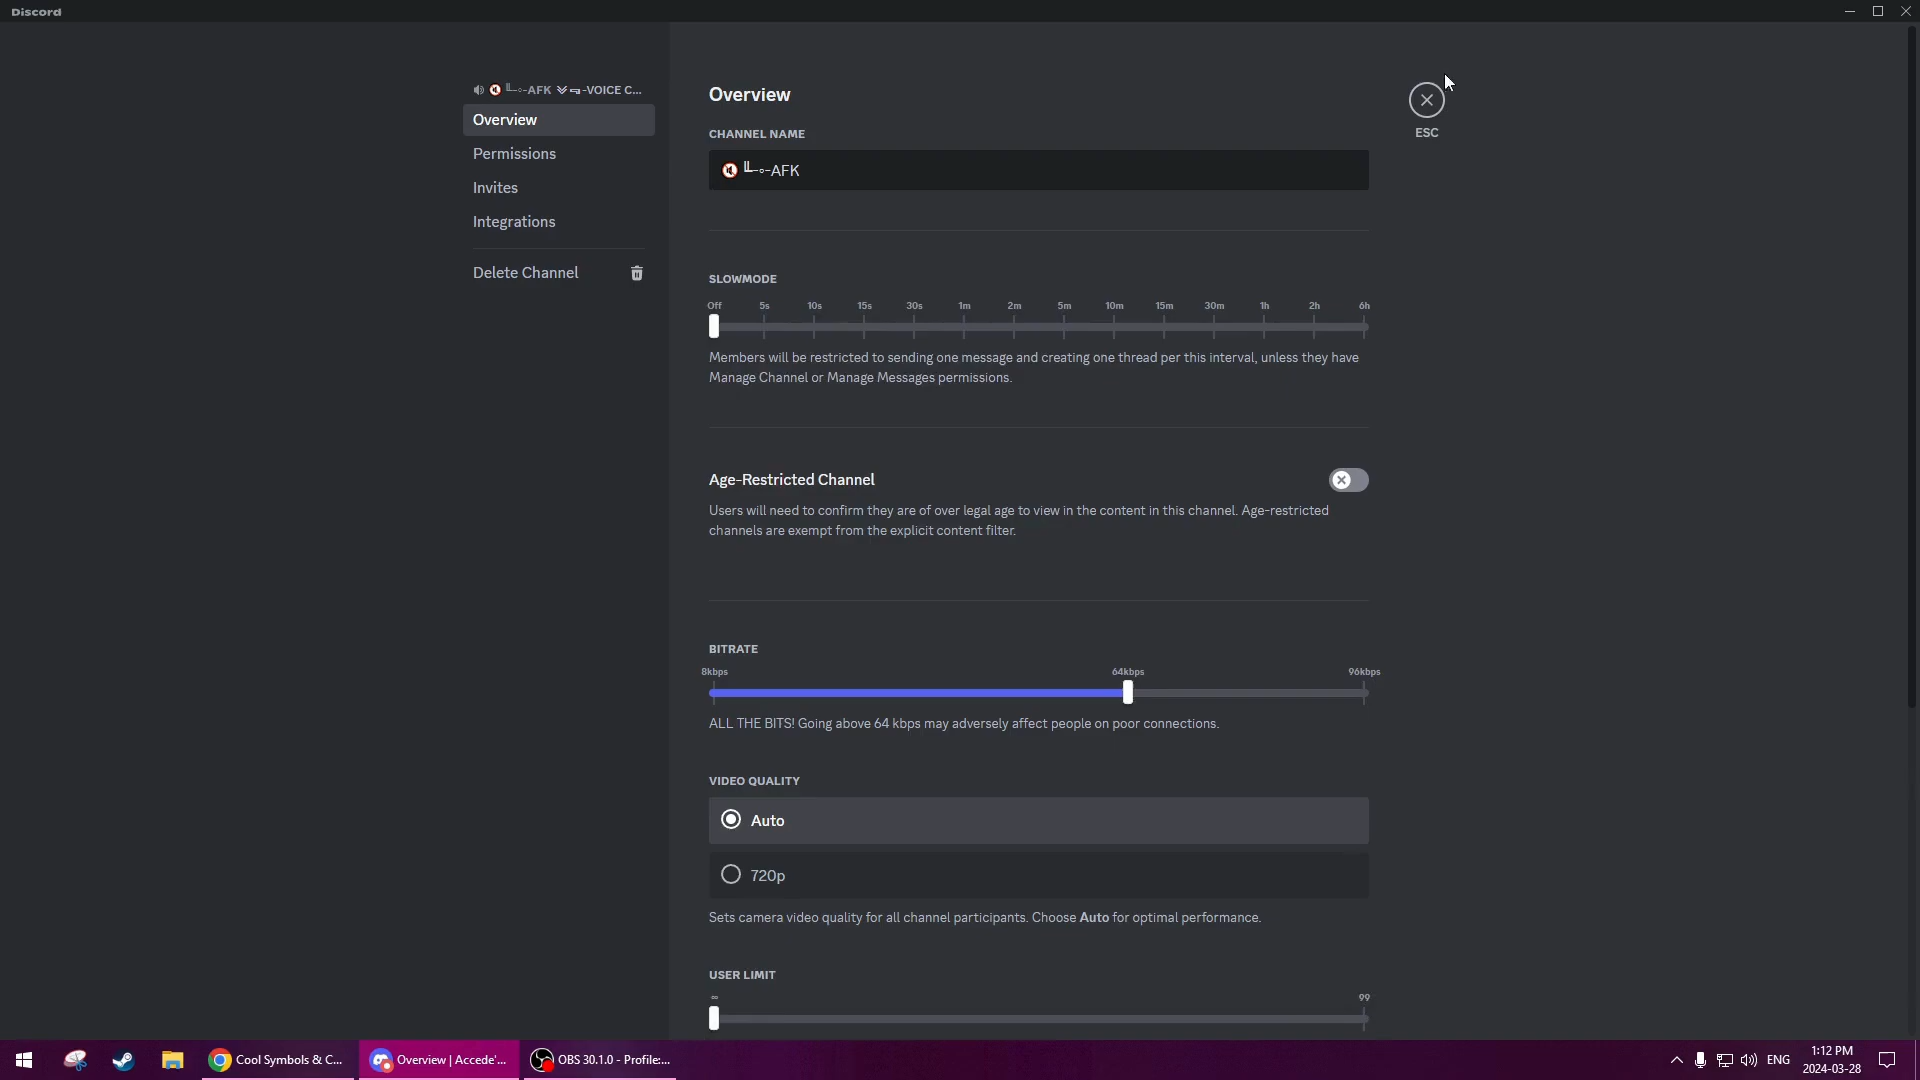 Discord
🔇╙─◦─AFK ⨈ ═╕-VOICE C...
Overview
Permissions
Invites
Integrations
Delete Channel
Overview
ESC
CHANNEL NAME
🔇╙─◦─AFK
SLOWMODE
Off 5s 10s 15s 30s 1m 2m 5m 10m 15m 30m 1h 2h 6h
Members will be restricted to sending one message and creating one thread per this interval, unless they have
Manage Channel or Manage Messages permissions.
Age-Restricted Channel
Users will need to confirm they are of over legal age to view in the content in this channel. Age-restricted
channels are exempt from the explicit content filter.
BITRATE
8kbps 64kbps 96kbps
ALL THE BITS! Going above 64 kbps may adversely affect people on poor connections.
VIDEO QUALITY
Auto
720p
Sets camera video quality for all channel participants. Choose Auto for optimal performance.
USER LIMIT
∞ 99
Cool Symbols & C...
Overview | Accede'...
OBS 30.1.0 - Profile:...
ENG
1:12 PM
2024-03-28